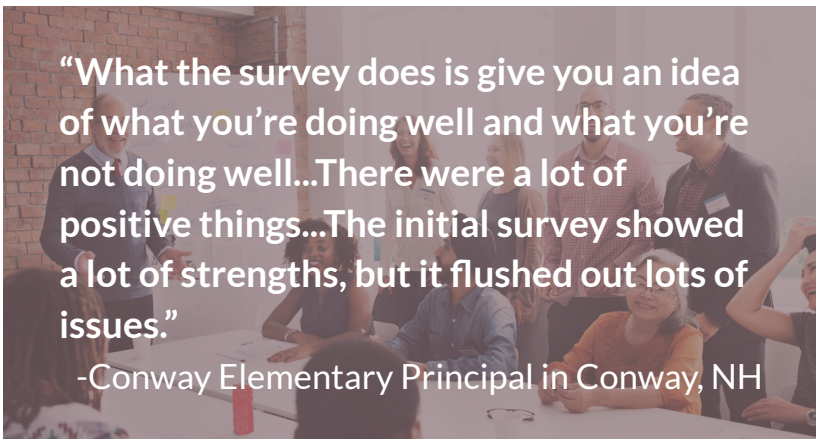 “What the survey does is give you an idea
of what you’re doing well and what you’re
not doing well...There were a lot of
positive things...The initial survey showed
a lot of strengths, but it flushed out lots of
issues.”
-Conway Elementary Principal in Conway, NH